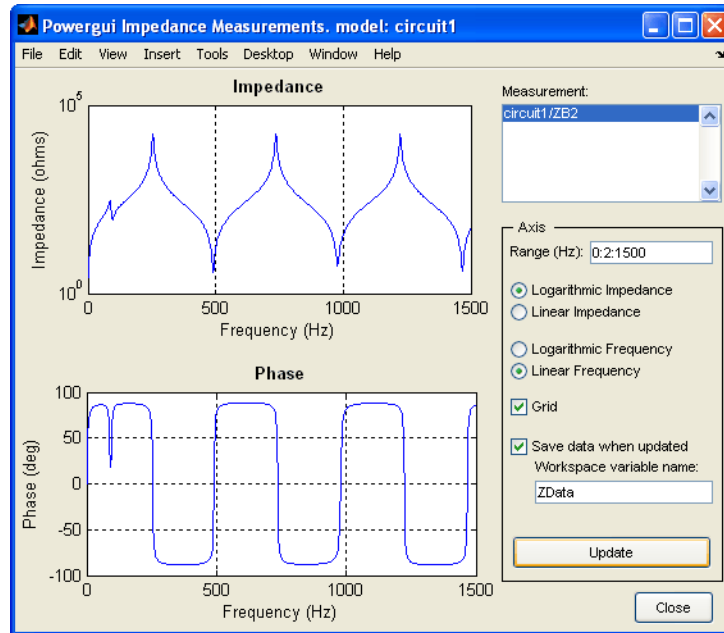 Powergui Impedance Measurements. model: circuit1
File Edit View Insert Tools Desktop Window Help
Impedance
Impedance (ohms)
10^5
10^0
0 500 1000 1500
Frequency (Hz)
Phase
Phase (deg)
100
50
0
-50
-100
0 500 1000 1500
Frequency (Hz)
Measurement:
circuit1/ZB2
Axis
Range (Hz): 0:2:1500
Logarithmic Impedance
Linear Impedance
Logarithmic Frequency
Linear Frequency
Grid
Save data when updated
Workspace variable name:
ZData
Update
Close